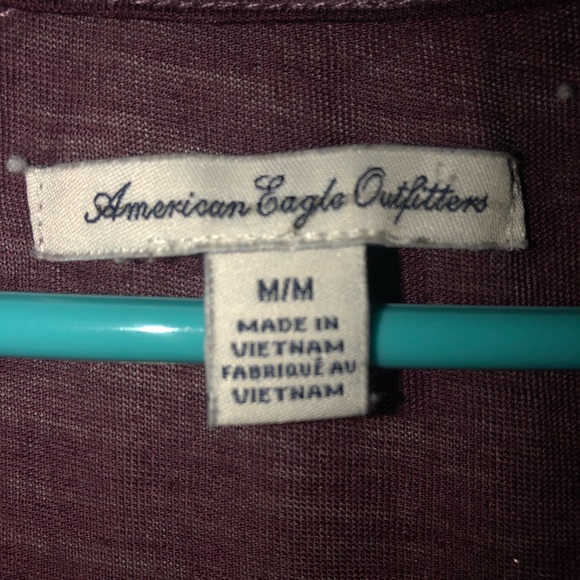 American Eagle Outfitters
M/M
MADE IN
VIETNAM
FABRIQUÉ AU
VIETNAM